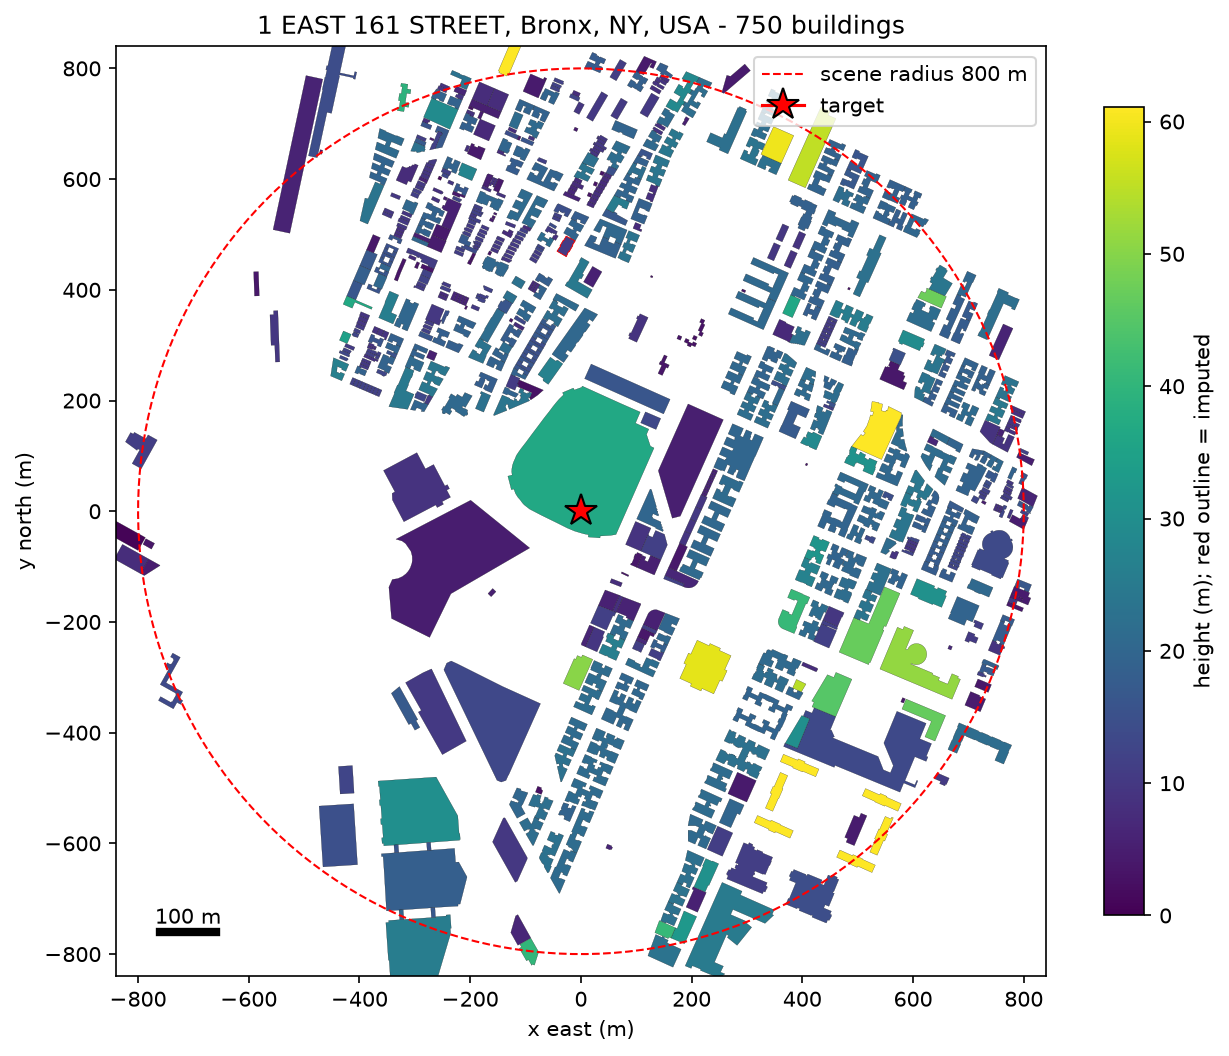 1 EAST 161 STREET, Bronx, NY, USA - 750 buildings
scene radius 800 m
target
y north (m)
800
600
400
200
0
−200
−400
−600
−800
100 m
−800 −600 −400 −200 0 200 400 600 800
x east (m)
60
50
40
30
20
10
0
height (m); red outline = imputed